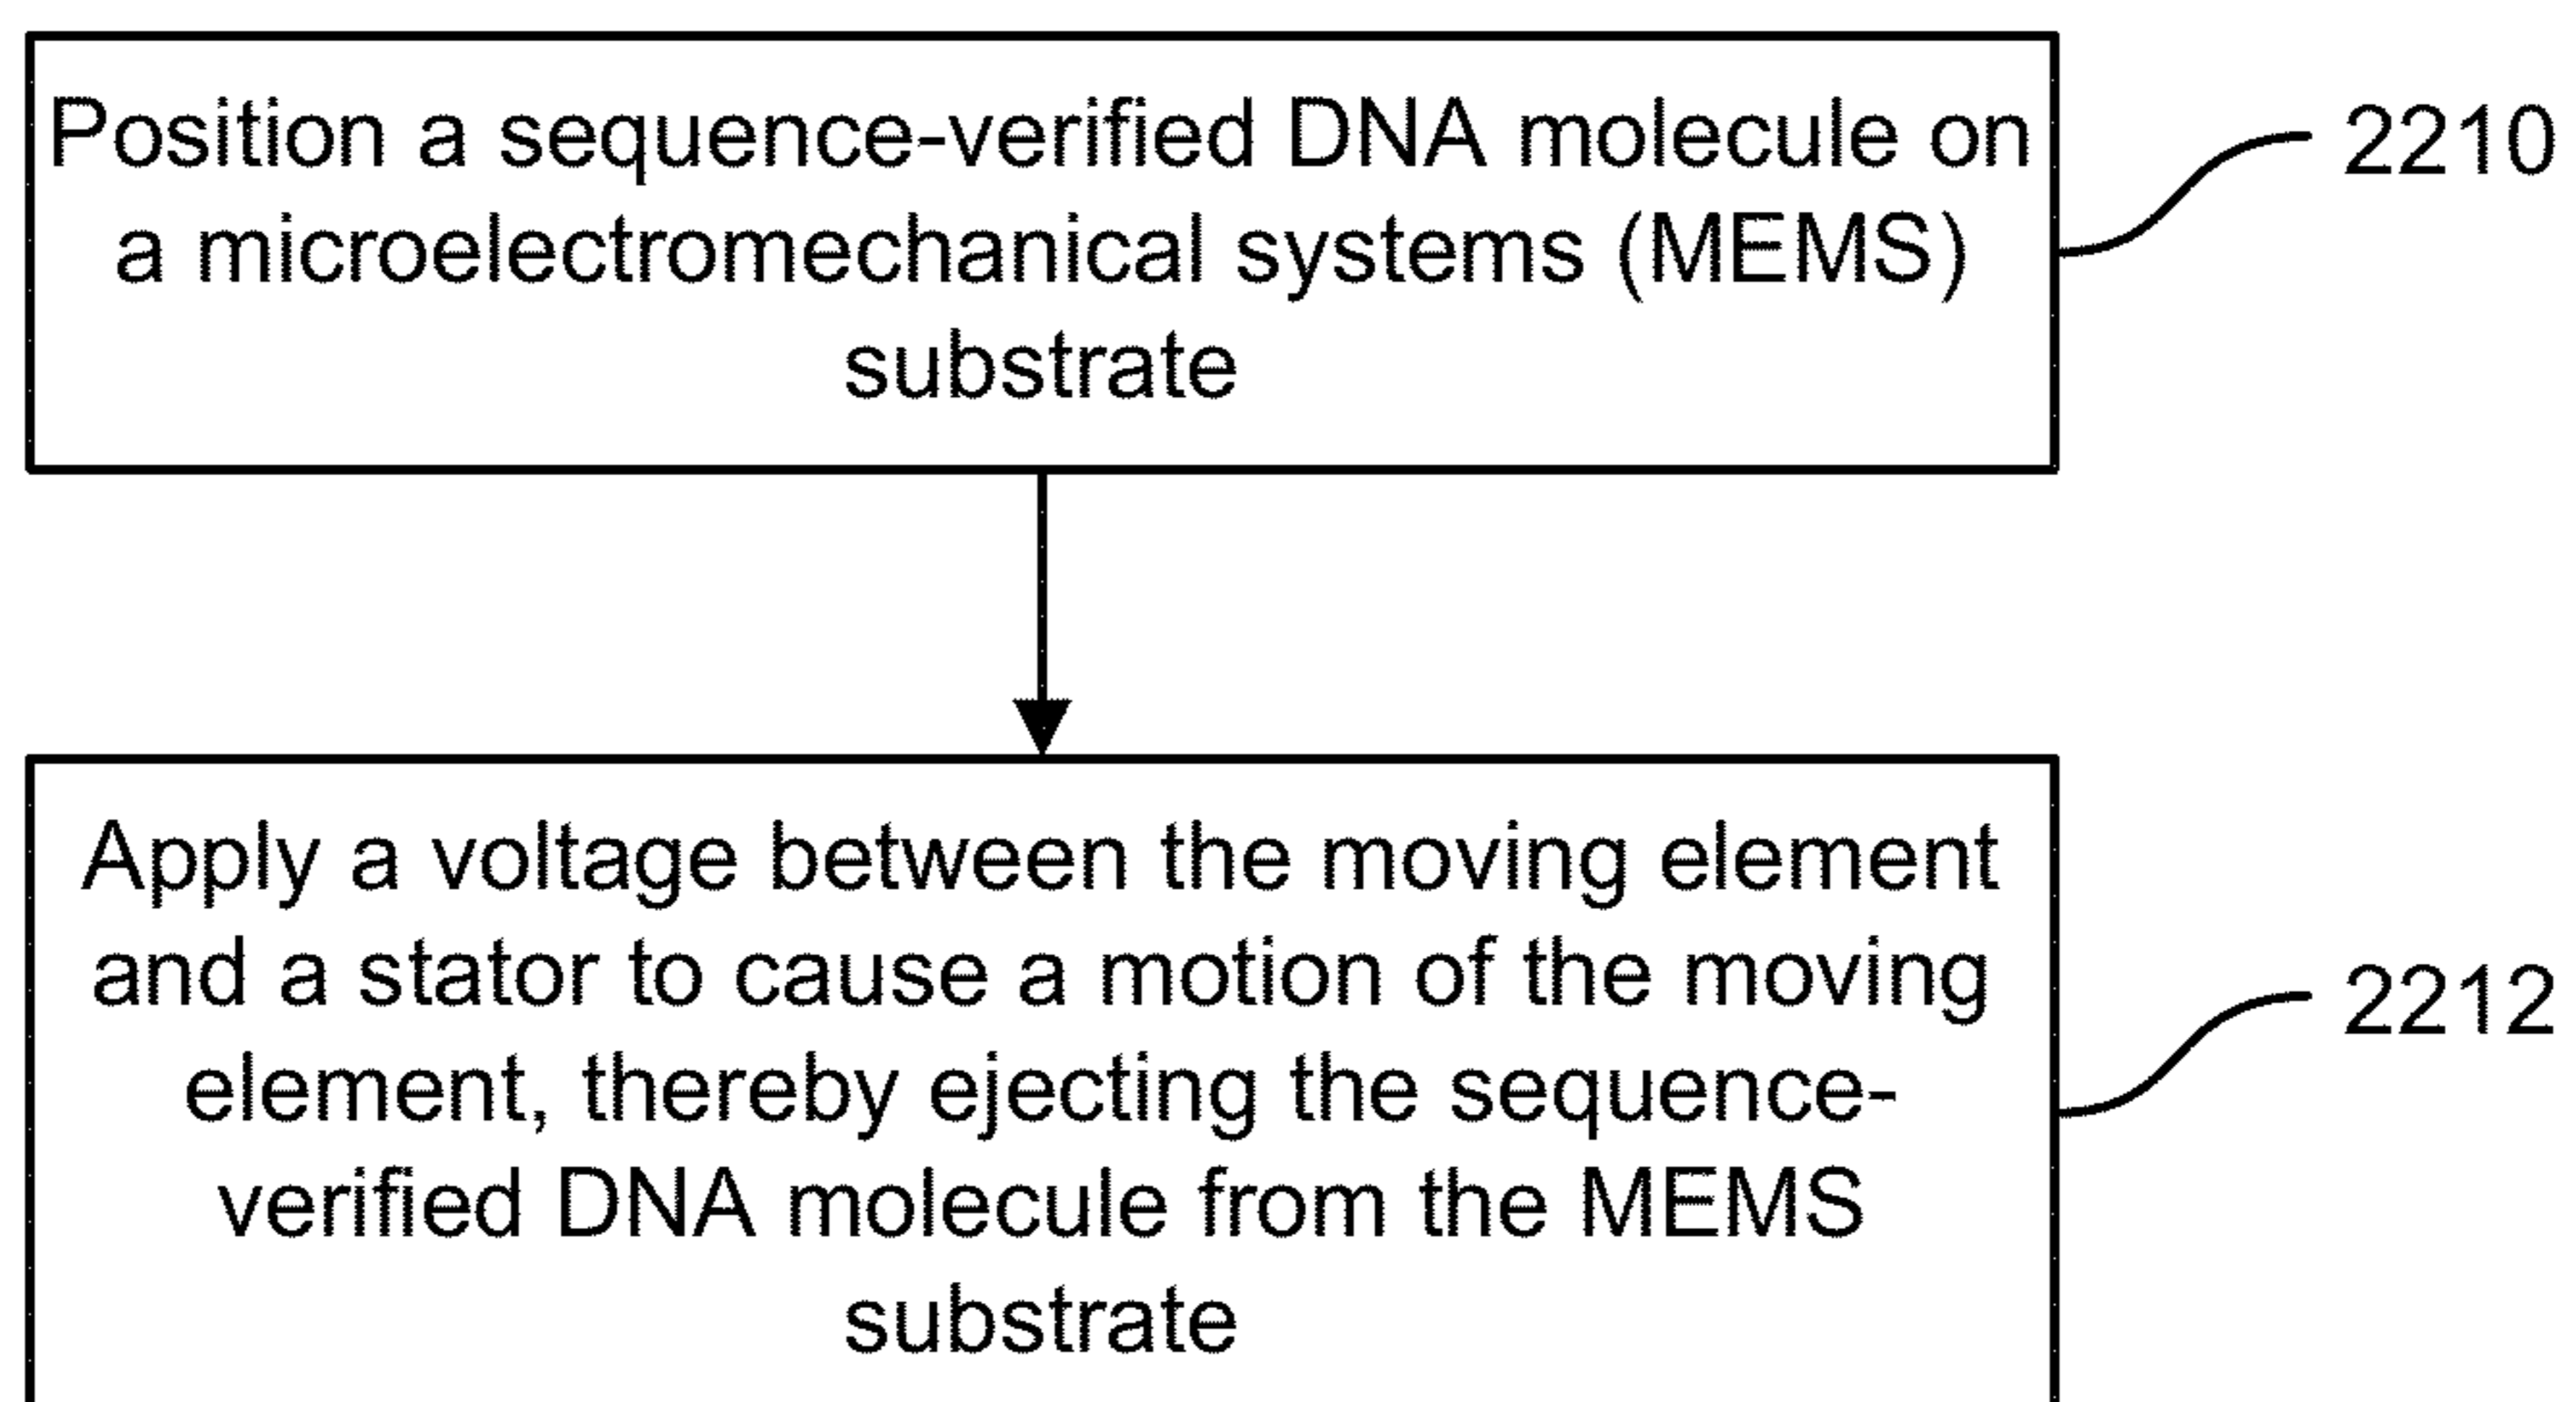 Position a sequence-verified DNA molecule on
a microelectromechanical systems (MEMS)
substrate
2210
Apply a voltage between the moving element
and a stator to cause a motion of the moving
element, thereby ejecting the sequence-
verified DNA molecule from the MEMS
substrate
2212